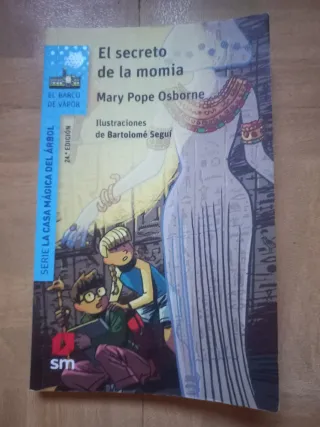 El secreto
de la momia
Mary Pope Osborne
Ilustraciones
de Bartolomé Seguí
EL BARCO
DE VAPOR
24.ª EDICIÓN
SERIE LA CASA MÁGICA DEL ÁRBOL
sm